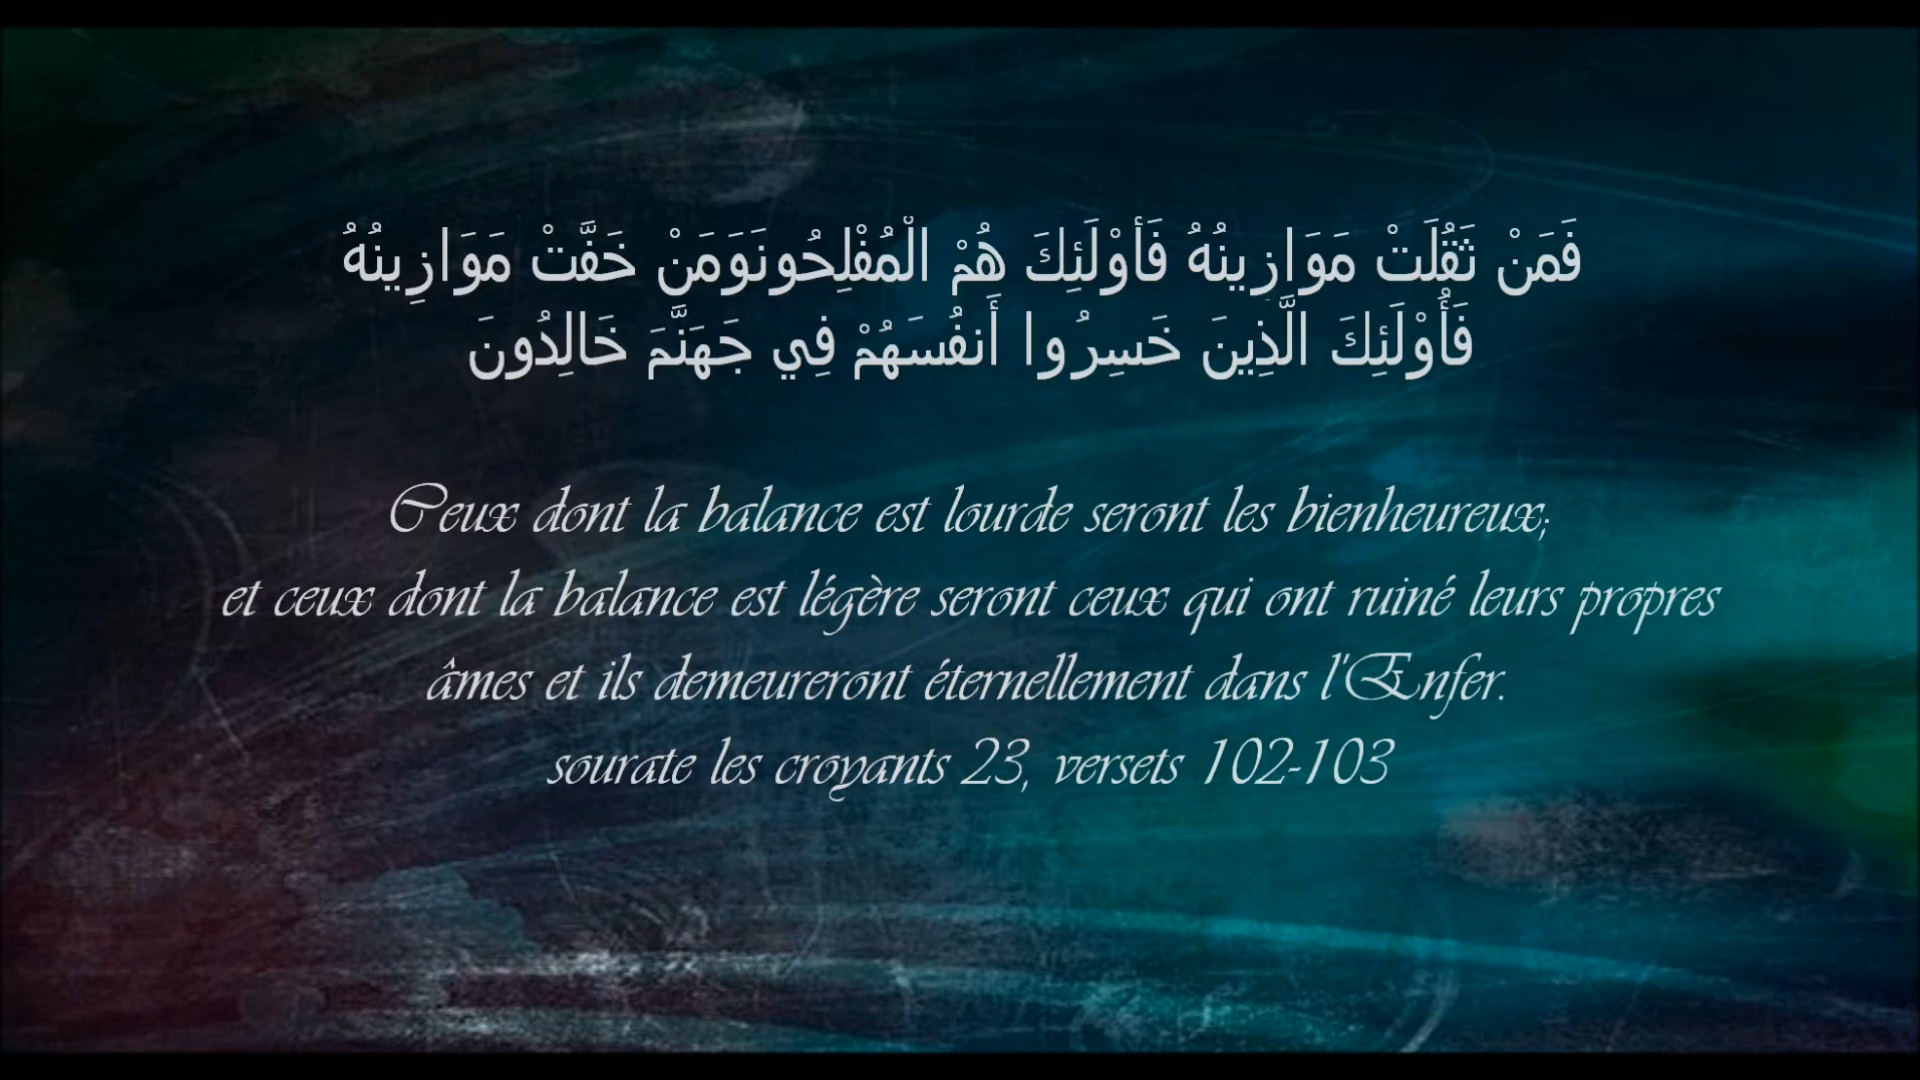 فَمَنْ ثَقُلَتْ مَوَازِينُهُ فَأوْلَئِكَ هُمْ الْمُفْلِحُونَوَمَنْ خَفَّتْ مَوَازِينُهُ
فَأُوْلَئِكَ الَّذِينَ خَسِرُوا أَنفُسَهُمْ فِي جَهَنَّمَ خَالِدُونَ
Ceux dont la balance est lourde seront les bienheureux;
et ceux dont la balance est légère seront ceux qui ont ruiné leurs propres
âmes et ils demeureront éternellement dans l'Enfer.
sourate les croyants 23, versets 102-103